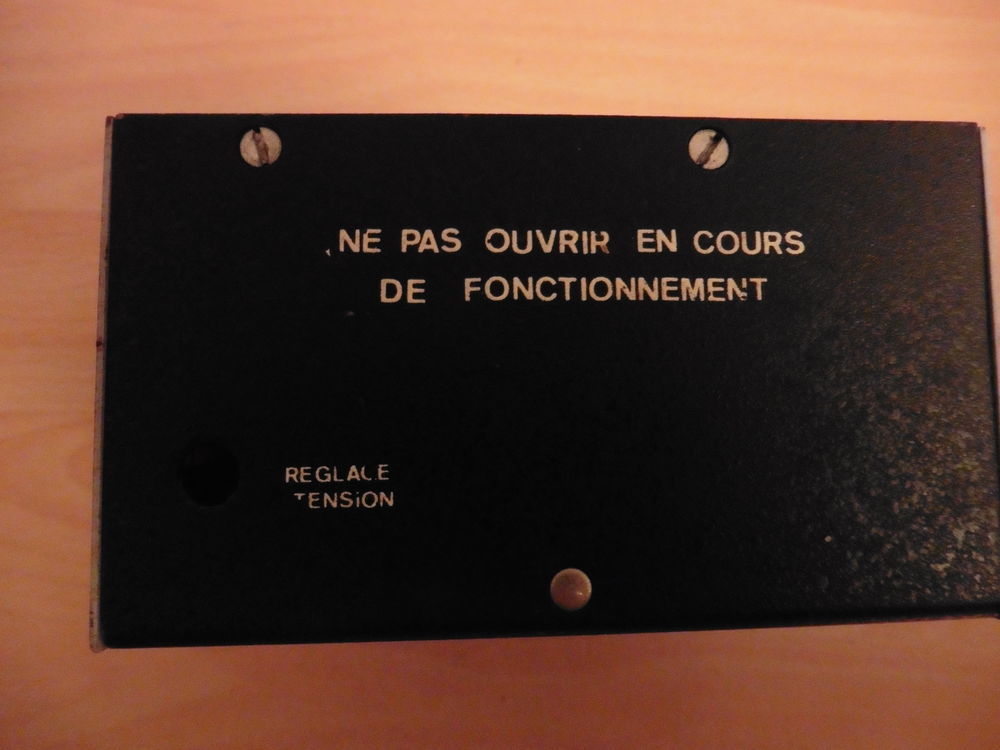 NE PAS OUVRIR EN COURS
DE FONCTIONNEMENT
REGLAGE
TENSION